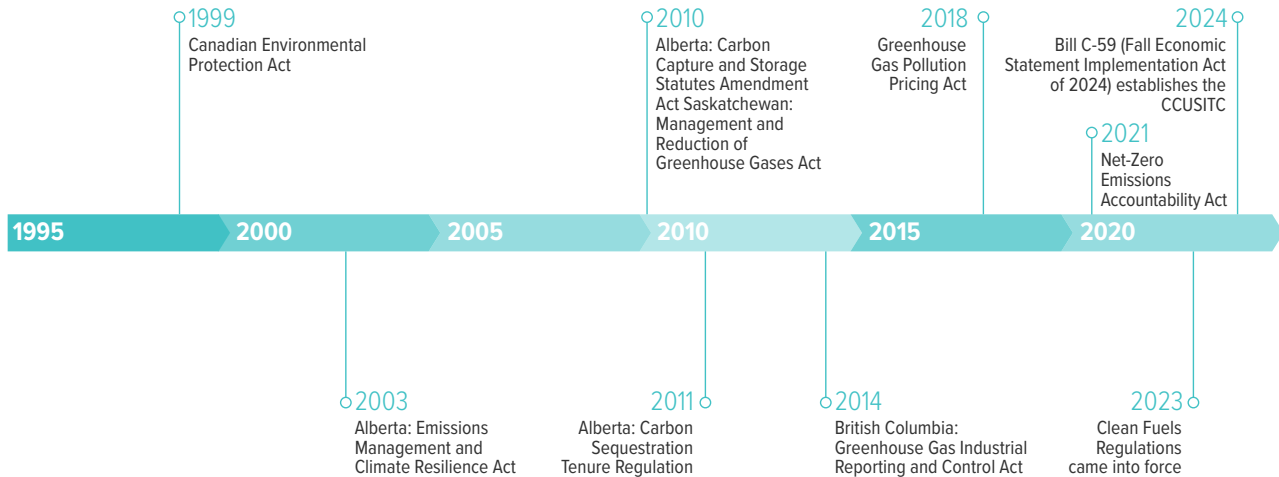 1999
Canadian Environmental
Protection Act
2010
Alberta: Carbon
Capture and Storage
Statutes Amendment
Act Saskatchewan:
Management and
Reduction of
Greenhouse Gases Act
2018
Greenhouse
Gas Pollution
Pricing Act
2024
Bill C-59 (Fall Economic
Statement Implementation Act
of 2024) establishes the
CCUSITC
2021
Net-Zero
Emissions
Accountability Act
1995
2000
2005
2010
2015
2020
2003
Alberta: Emissions
Management and
Climate Resilience Act
2011
Alberta: Carbon
Sequestration
Tenure Regulation
2014
British Columbia:
Greenhouse Gas Industrial
Reporting and Control Act
2023
Clean Fuels
Regulations
came into force